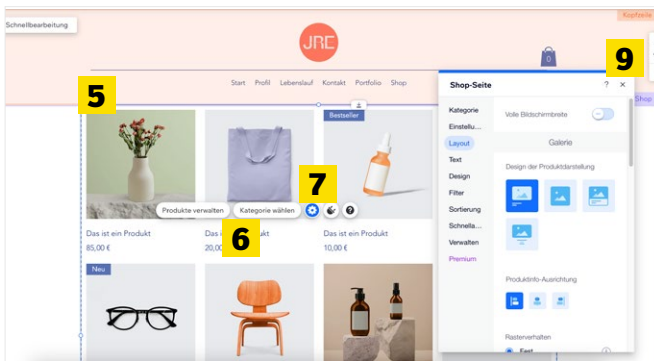 Schnellbearbeitung
Kopfzeile
JRE
0
9
Start Profil Lebenslauf Kontakt Portfolio Shop
Shop-Seite ? ×
Shop
5
Bestseller
Kategorie
Einstellu...
Layout
Text
Design
Filter
Sortierung
Schnella...
Verwalten
Premium
Volle Bildschirmbreite
Galerie
Design der Produktdarstellung
Produktinfo-Ausrichtung
Rasterverhalten
Fest
7
Produkte verwalten Kategorie wählen ?
6
Das ist ein Produkt
85,00 €
20,00
Das ist ein Produkt
10,00 €
Neu